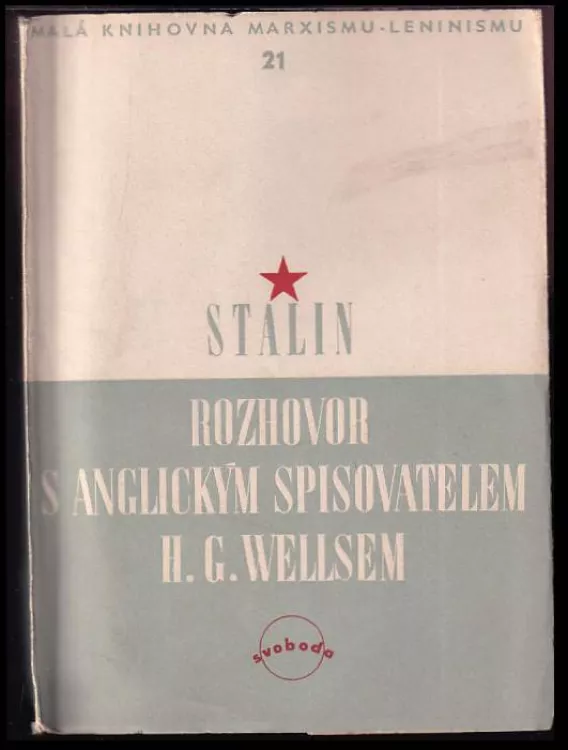 MALÁ KNIHOVNA MARXISMU-LENINISMU
21
STALIN
ROZHOVOR
S ANGLICKÝM SPISOVATELEM
H. G. WELLSEM
svoboda